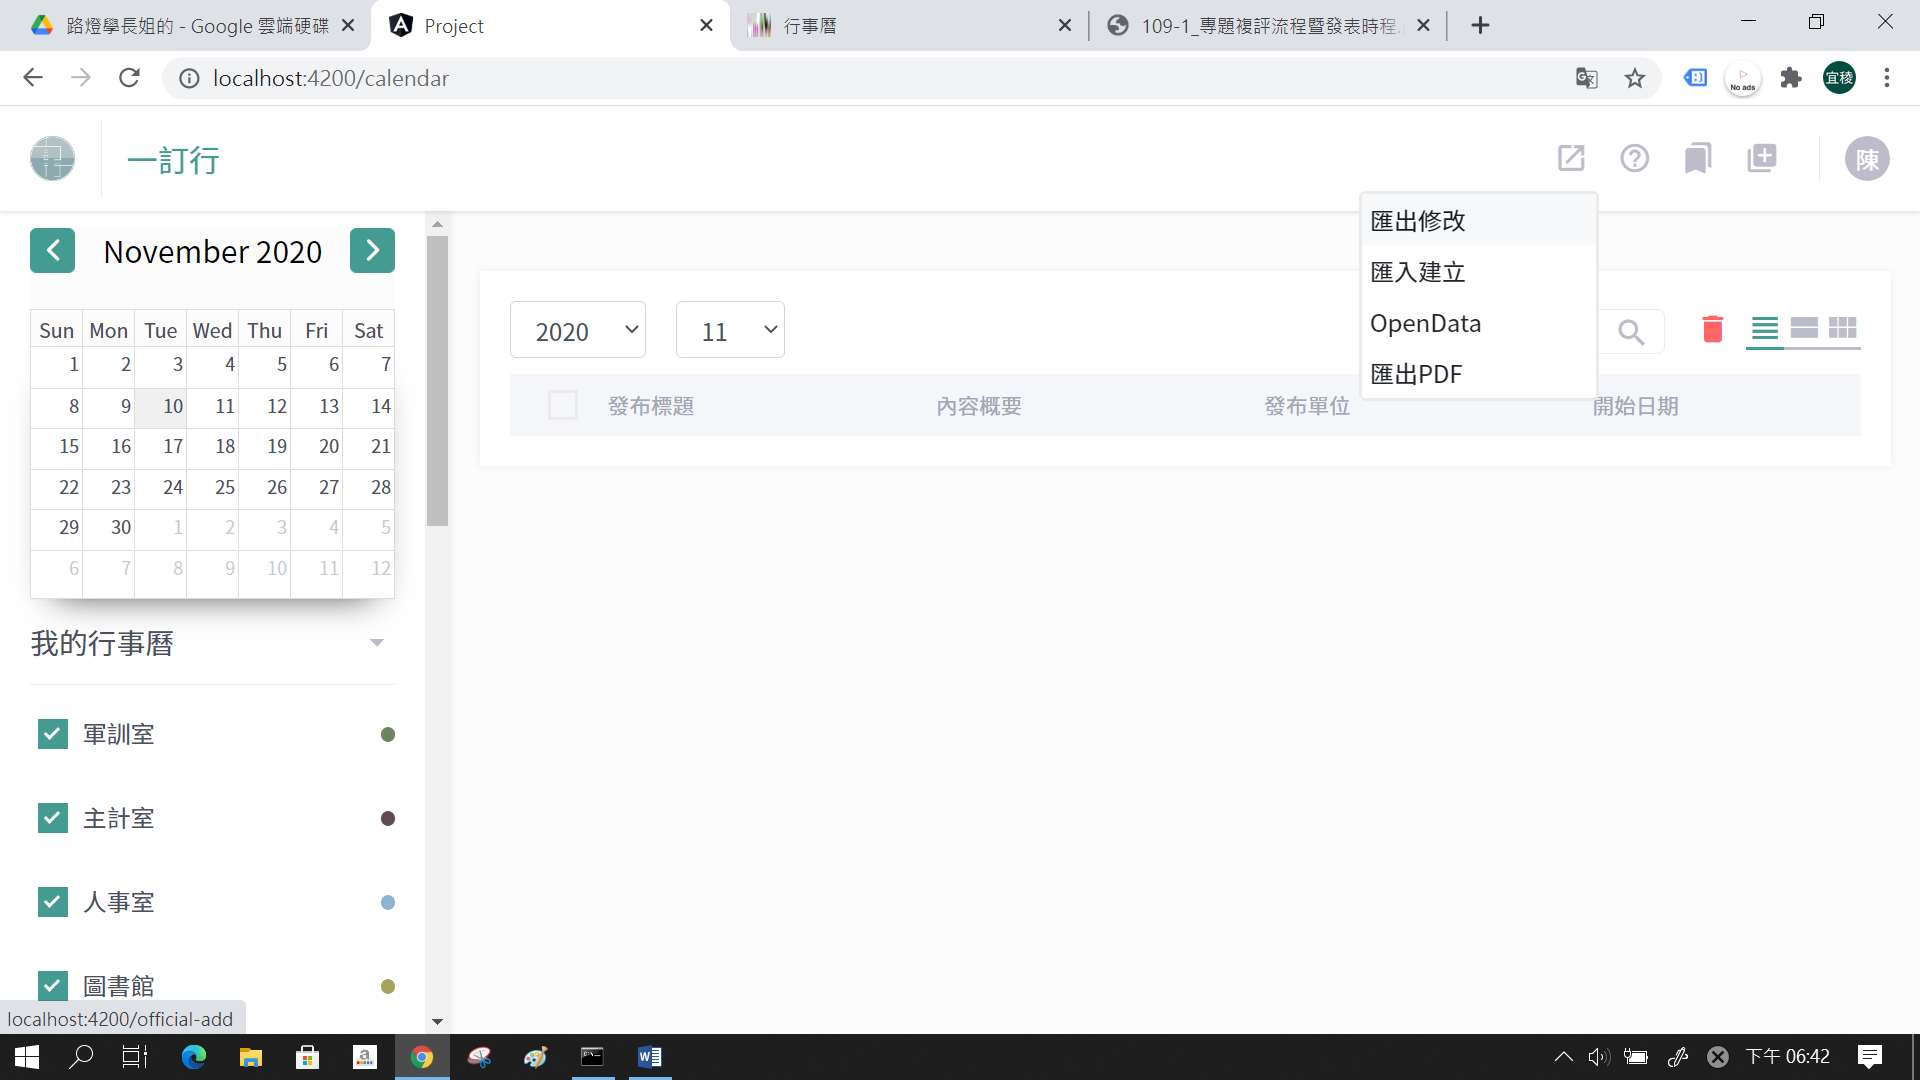 路燈學長姐的 - Google 雲端硬碟
Project
行事曆
109-1_專題複評流程暨發表時程.
localhost:4200/calendar
No ads
宜稜
一訂行
陳
匯出修改
匯入建立
OpenData
匯出PDF
November 2020
Sun Mon Tue Wed Thu Fri Sat
1 2 3 4 5 6 7
8 9 10 11 12 13 14
15 16 17 18 19 20 21
22 23 24 25 26 27 28
29 30 1 2 3 4 5
6 7 8 9 10 11 12
2020 11
發布標題 內容概要 發布單位 開始日期
我的行事曆
軍訓室
主計室
人事室
圖書館
localhost:4200/official-add
下午 06:42